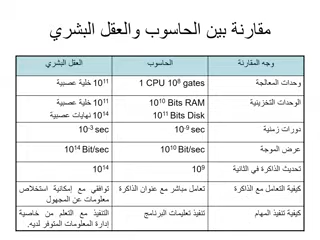 مقارنة بين الحاسوب والعقل البشري
وجه المقارنة الحاسوب العقل البشري
وحدات المعالجة 1 CPU 10⁸ gates 10¹¹ خلية عصبية
الوحدات التخزينية 10¹⁰ Bits RAM 10¹¹ خلية عصبية
10¹¹ Bits Disk 10¹⁴ نهايات عصبية
دورات زمنية 10⁻⁹ sec 10⁻³ sec
عرض الموجة 10¹⁰ Bit/sec 10¹⁴ Bit/sec
تحديث الذاكرة في الثانية 10⁹ 10¹⁴
كيفية التعامل مع الذاكرة تعامل مباشر مع عنوان الذاكرة توافقي مع إمكانية استخلاص
معلومات عن المجهول
كيفية تنفيذ المهام تنفيذ تعليمات البرنامج التنفيذ مع التعلم من خاصية
إدارة المعلومات المتوفر لديه.